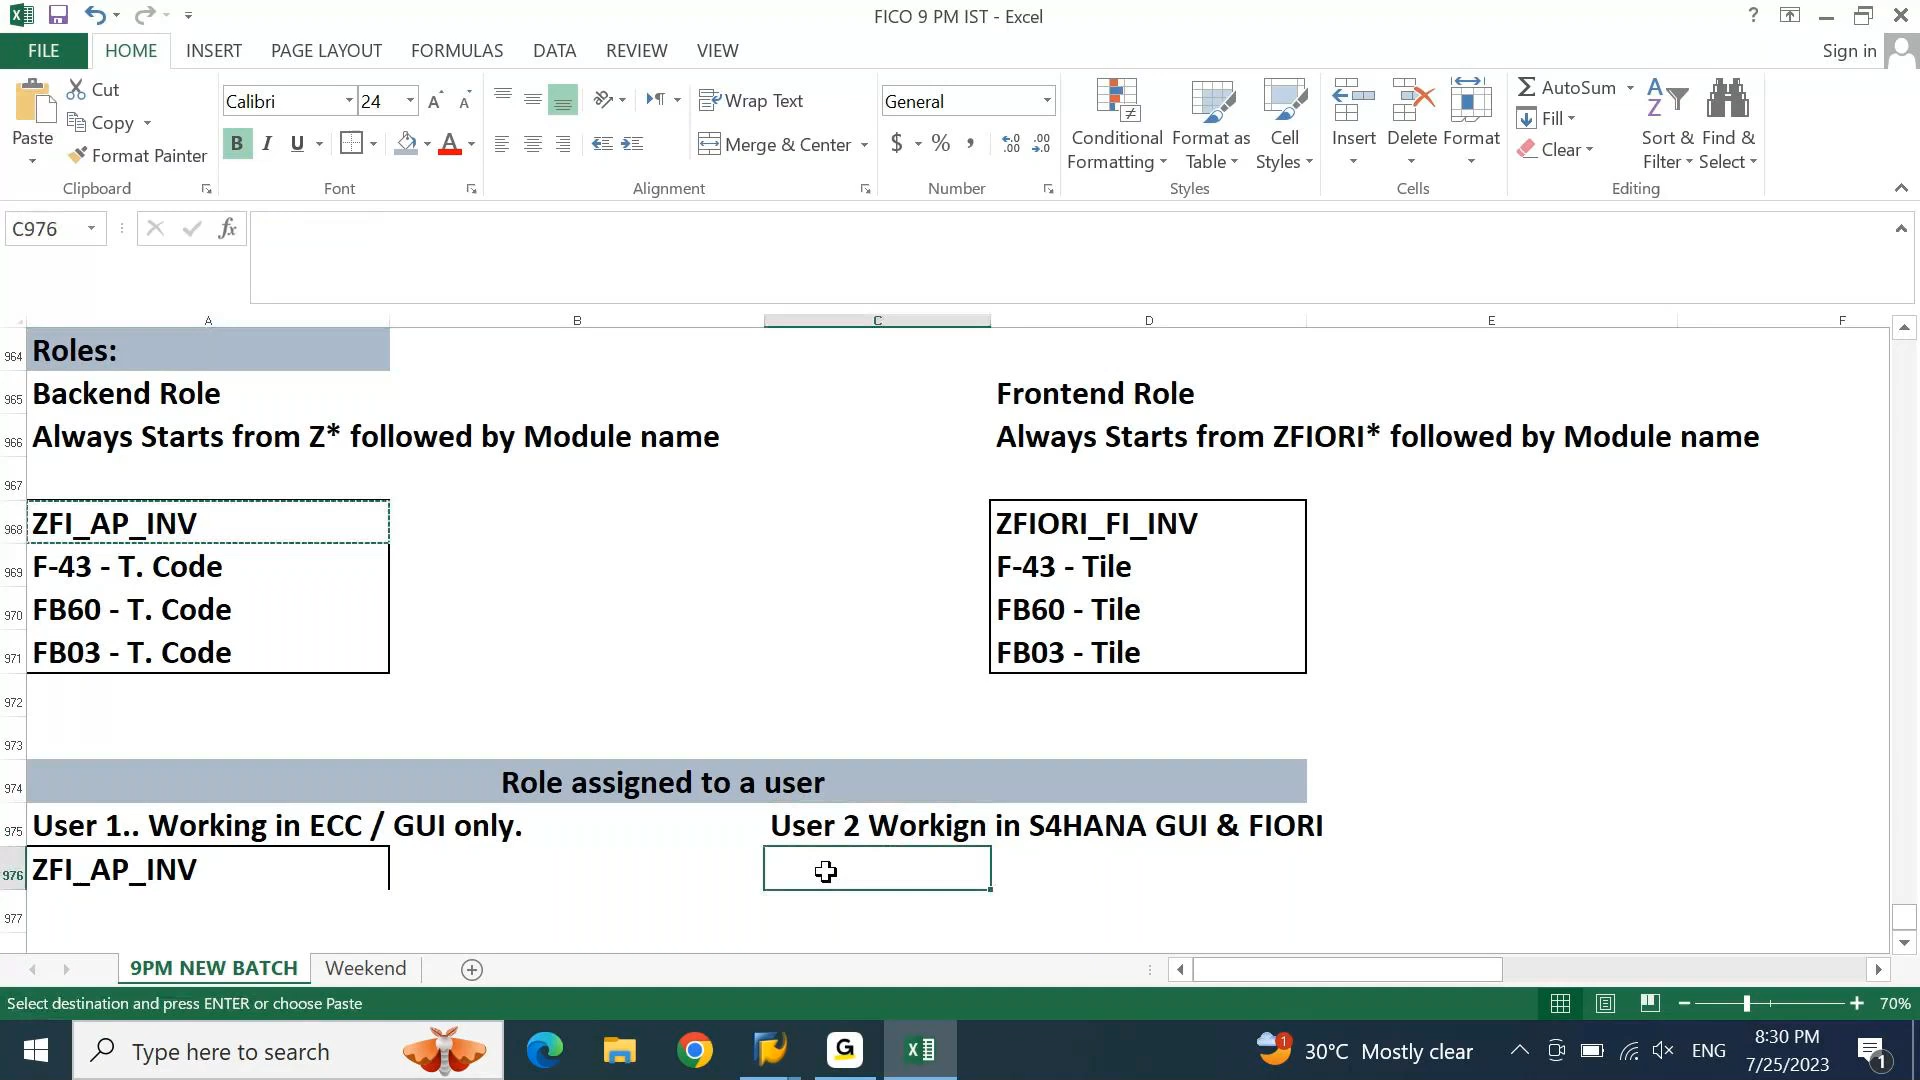 FICO 9 PM IST - Excel
FILE HOME INSERT PAGE LAYOUT FORMULAS DATA REVIEW VIEW Sign in
Paste Cut Copy Format Painter
Clipboard
Calibri 24
B I U A
Font
Wrap Text
Merge & Center
Alignment
General
$ % , .00
Number
Conditional Formatting Format as Table Cell Styles
Styles
Insert Delete Format
Cells
AutoSum Fill Clear
Sort & Filter Find & Select
Editing
C976 fx
A B C D E F
964 Roles:
965 Backend Role Frontend Role
966 Always Starts from Z* followed by Module name Always Starts from ZFIORI* followed by Module name
967
968 ZFI_AP_INV ZFIORI_FI_INV
969 F-43 - T. Code F-43 - Tile
970 FB60 - T. Code FB60 - Tile
971 FB03 - T. Code FB03 - Tile
972
973
974 Role assigned to a user
975 User 1.. Working in ECC / GUI only. User 2 Workign in S4HANA GUI & FIORI
976 ZFI_AP_INV
977
9PM NEW BATCH Weekend
Select destination and press ENTER or choose Paste 70%
Type here to search
1 30°C Mostly clear ENG
8:30 PM
7/25/2023
1